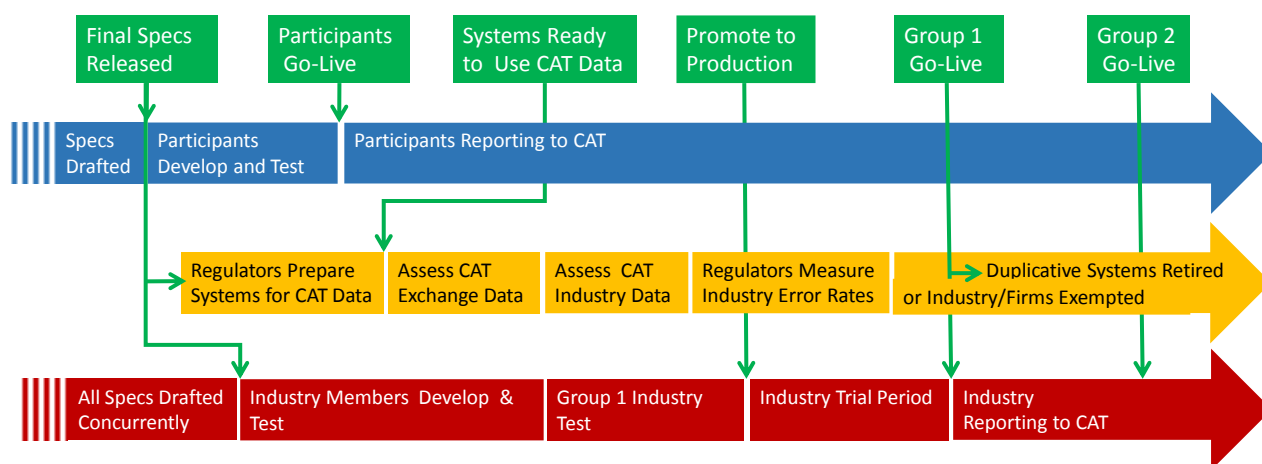 Final Specs
Released
Participants
Go-Live
Systems Ready
to Use CAT Data
Promote to
Production
Group 1
Go-Live
Group 2
Go-Live
Specs
Drafted
Participants
Develop and Test
Participants Reporting to CAT
Regulators Prepare
Systems for CAT Data
Assess CAT
Exchange Data
Assess CAT
Industry Data
Regulators Measure
Industry Error Rates
Duplicative Systems Retired
or Industry/Firms Exempted
All Specs Drafted
Concurrently
Industry Members Develop &
Test
Group 1 Industry
Test
Industry Trial Period
Industry
Reporting to CAT